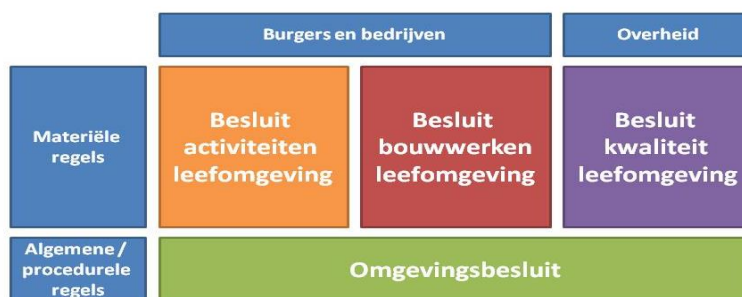 Burgers en bedrijven
Overheid
Materiële
regels
Besluit
activiteiten
leefomgeving
Besluit
bouwwerken
leefomgeving
Besluit
kwaliteit
leefomgeving
Algemene /
procedurele
regels
Omgevingsbesluit